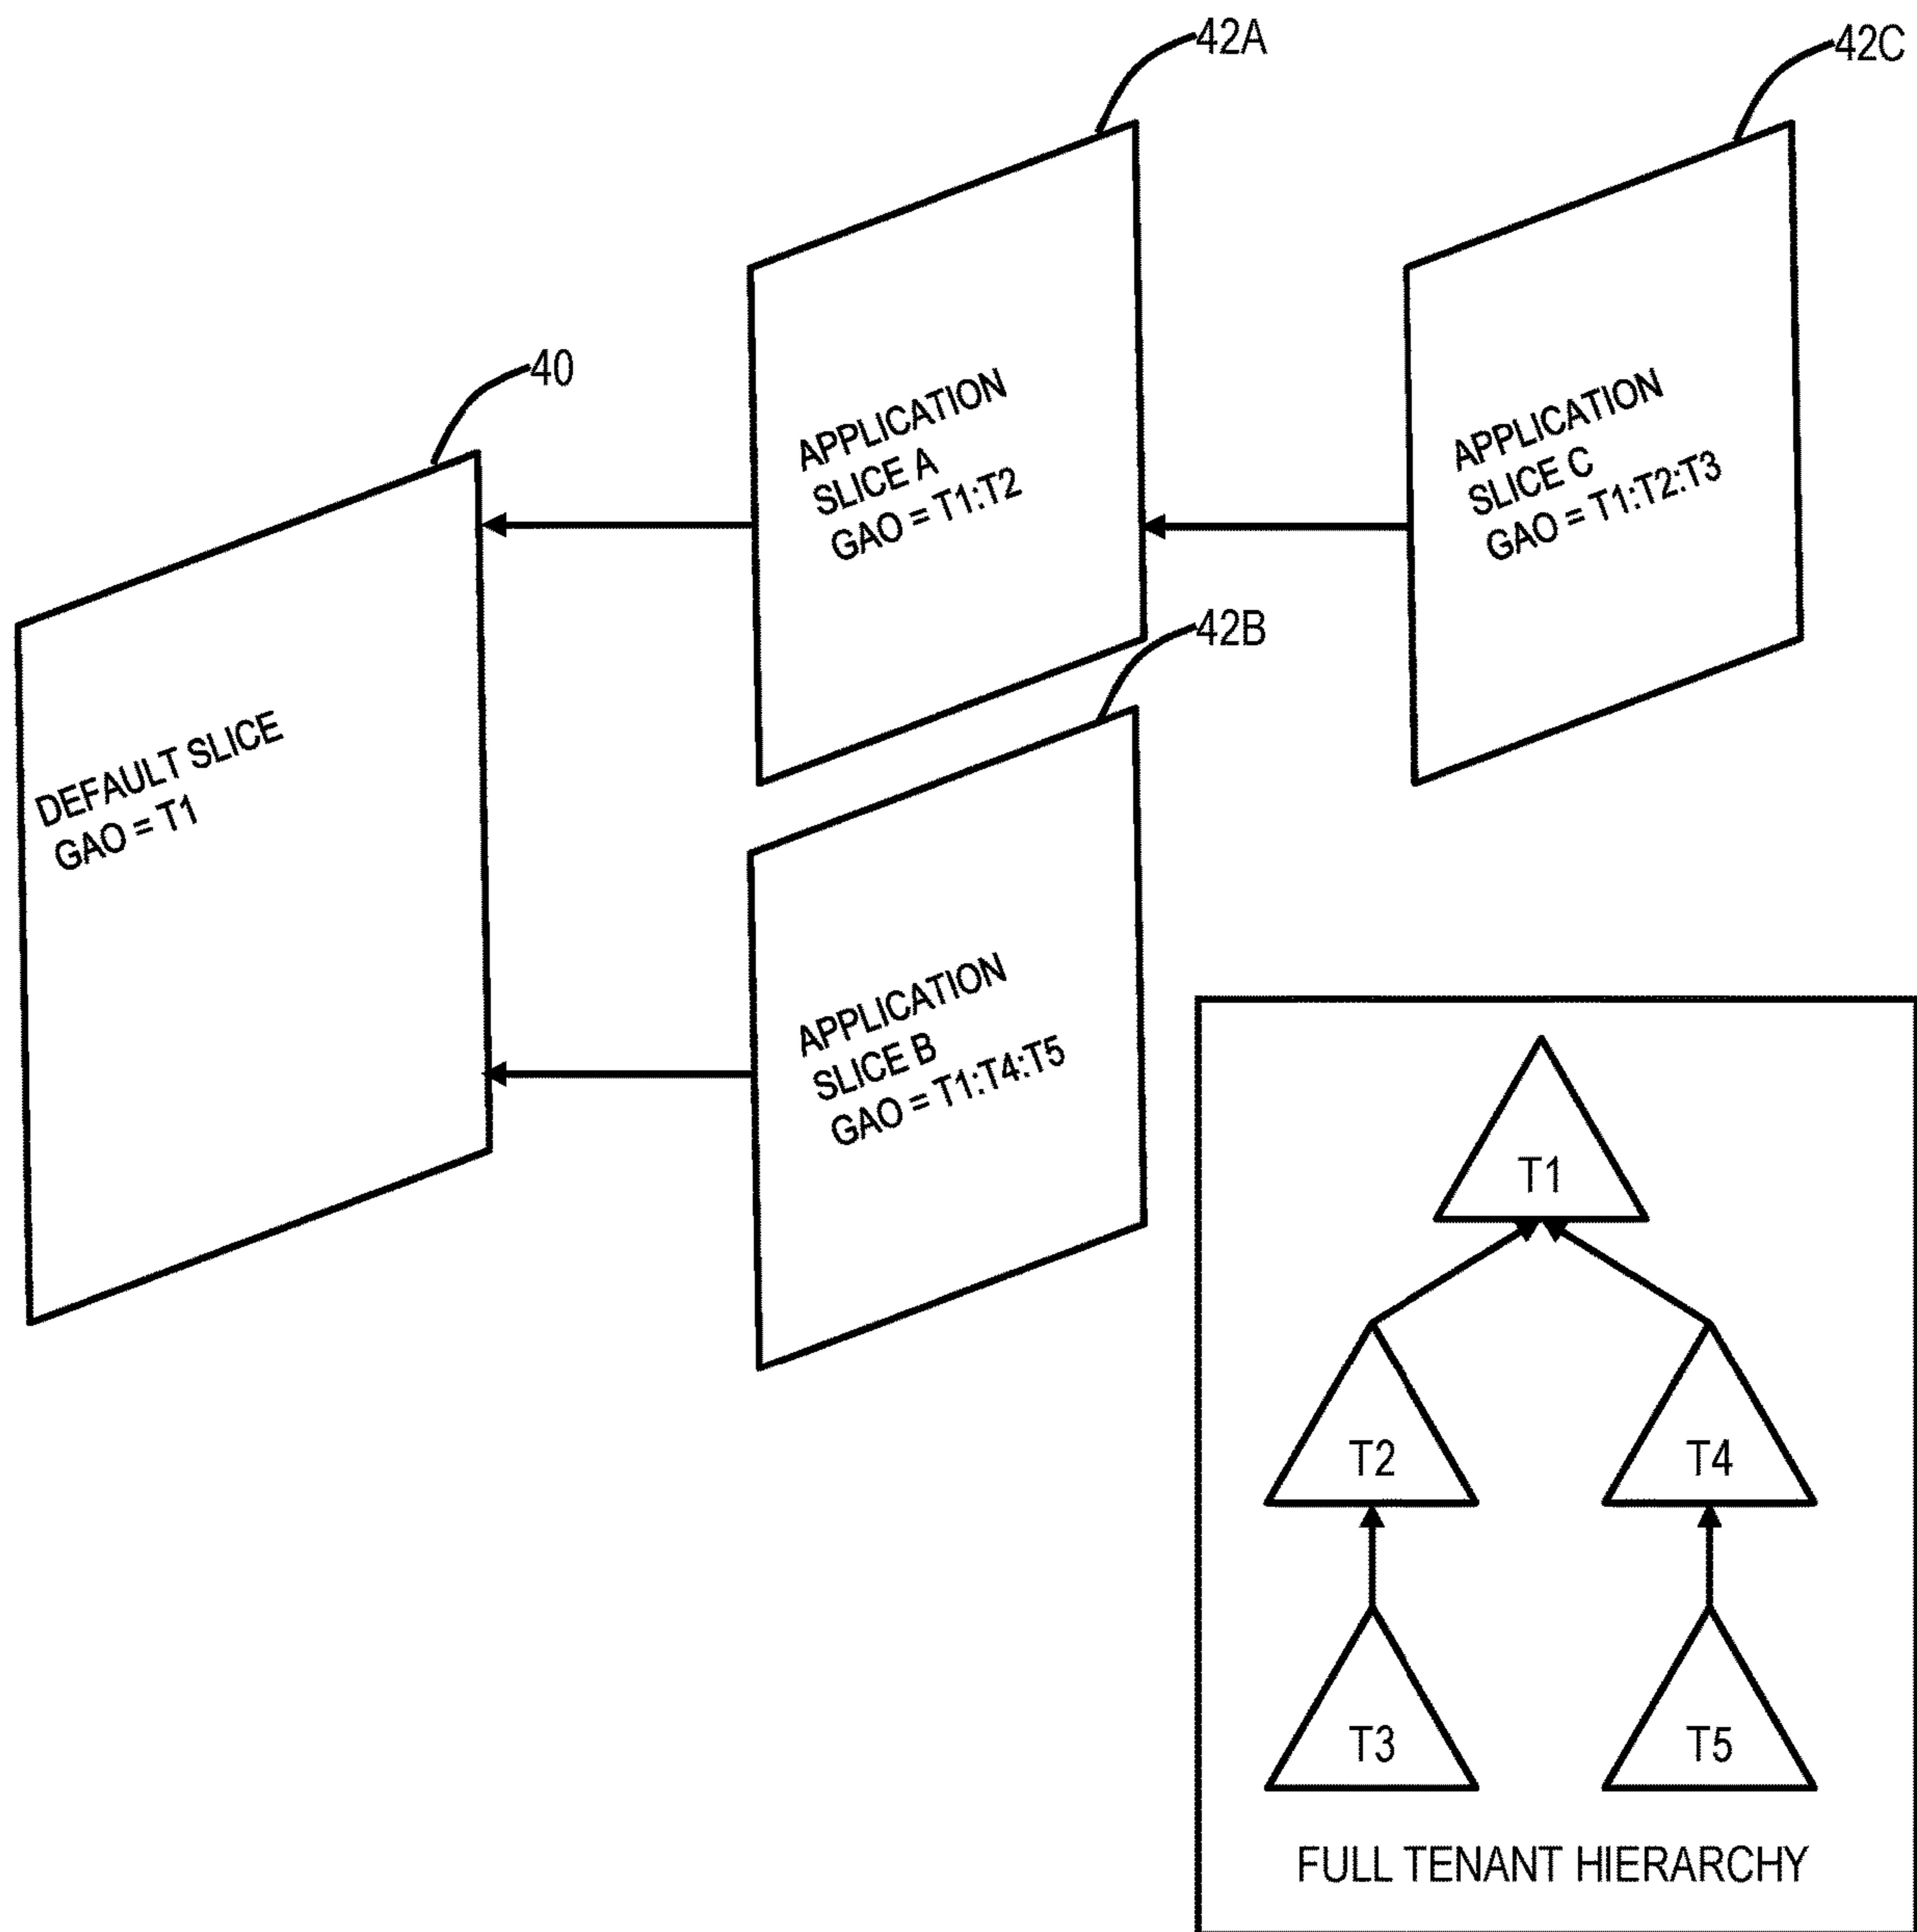 42A
42C
40
APPLICATION
SLICE A
GAO = T1:T2
APPLICATION
SLICE C
GAO = T1:T2:T3
42B
DEFAULT SLICE
GAO = T1
APPLICATION
SLICE B
GAO = T1:T4:T5
T1
T2
T4
T3
T5
FULL TENANT HIERARCHY